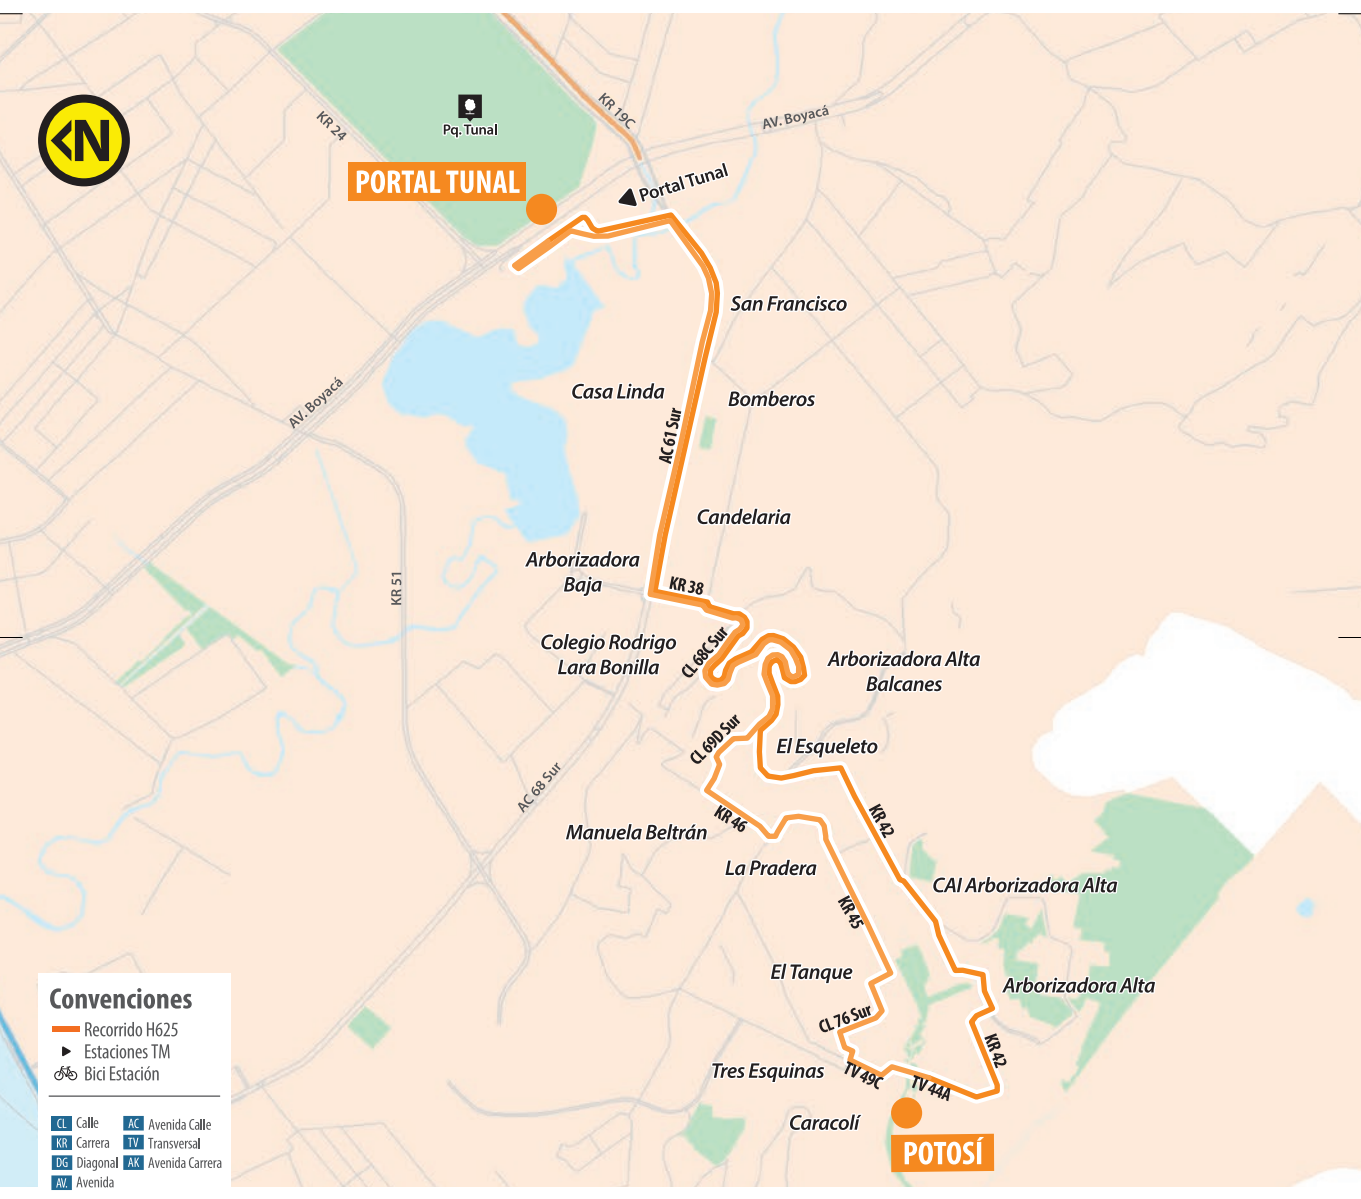 KR 19C
AV. Boyacá
KR 24
Pq. Tunal
N
PORTAL TUNAL
Portal Tunal
San Francisco
Casa Linda
Bomberos
AV. Boyacá
AC 61 Sur
Candelaria
Arborizadora
Baja
KR 38
KR 51
Colegio Rodrigo
Lara Bonilla
CL 68C Sur
Arborizadora Alta
Balcanes
CL 69D Sur
El Esqueleto
AC 68 Sur
KR 46
KR 42
Manuela Beltrán
La Pradera
CAI Arborizadora Alta
KR 45
El Tanque
Arborizadora Alta
CL 76 Sur
KR 42
Tres Esquinas
TV 49C
TV 44A
Caracolí
POTOSÍ
Convenciones
Recorrido H625
Estaciones TM
Bici Estación
CL Calle
AC Avenida Calle
KR Carrera
TV Transversal
DG Diagonal
AK Avenida Carrera
AV. Avenida